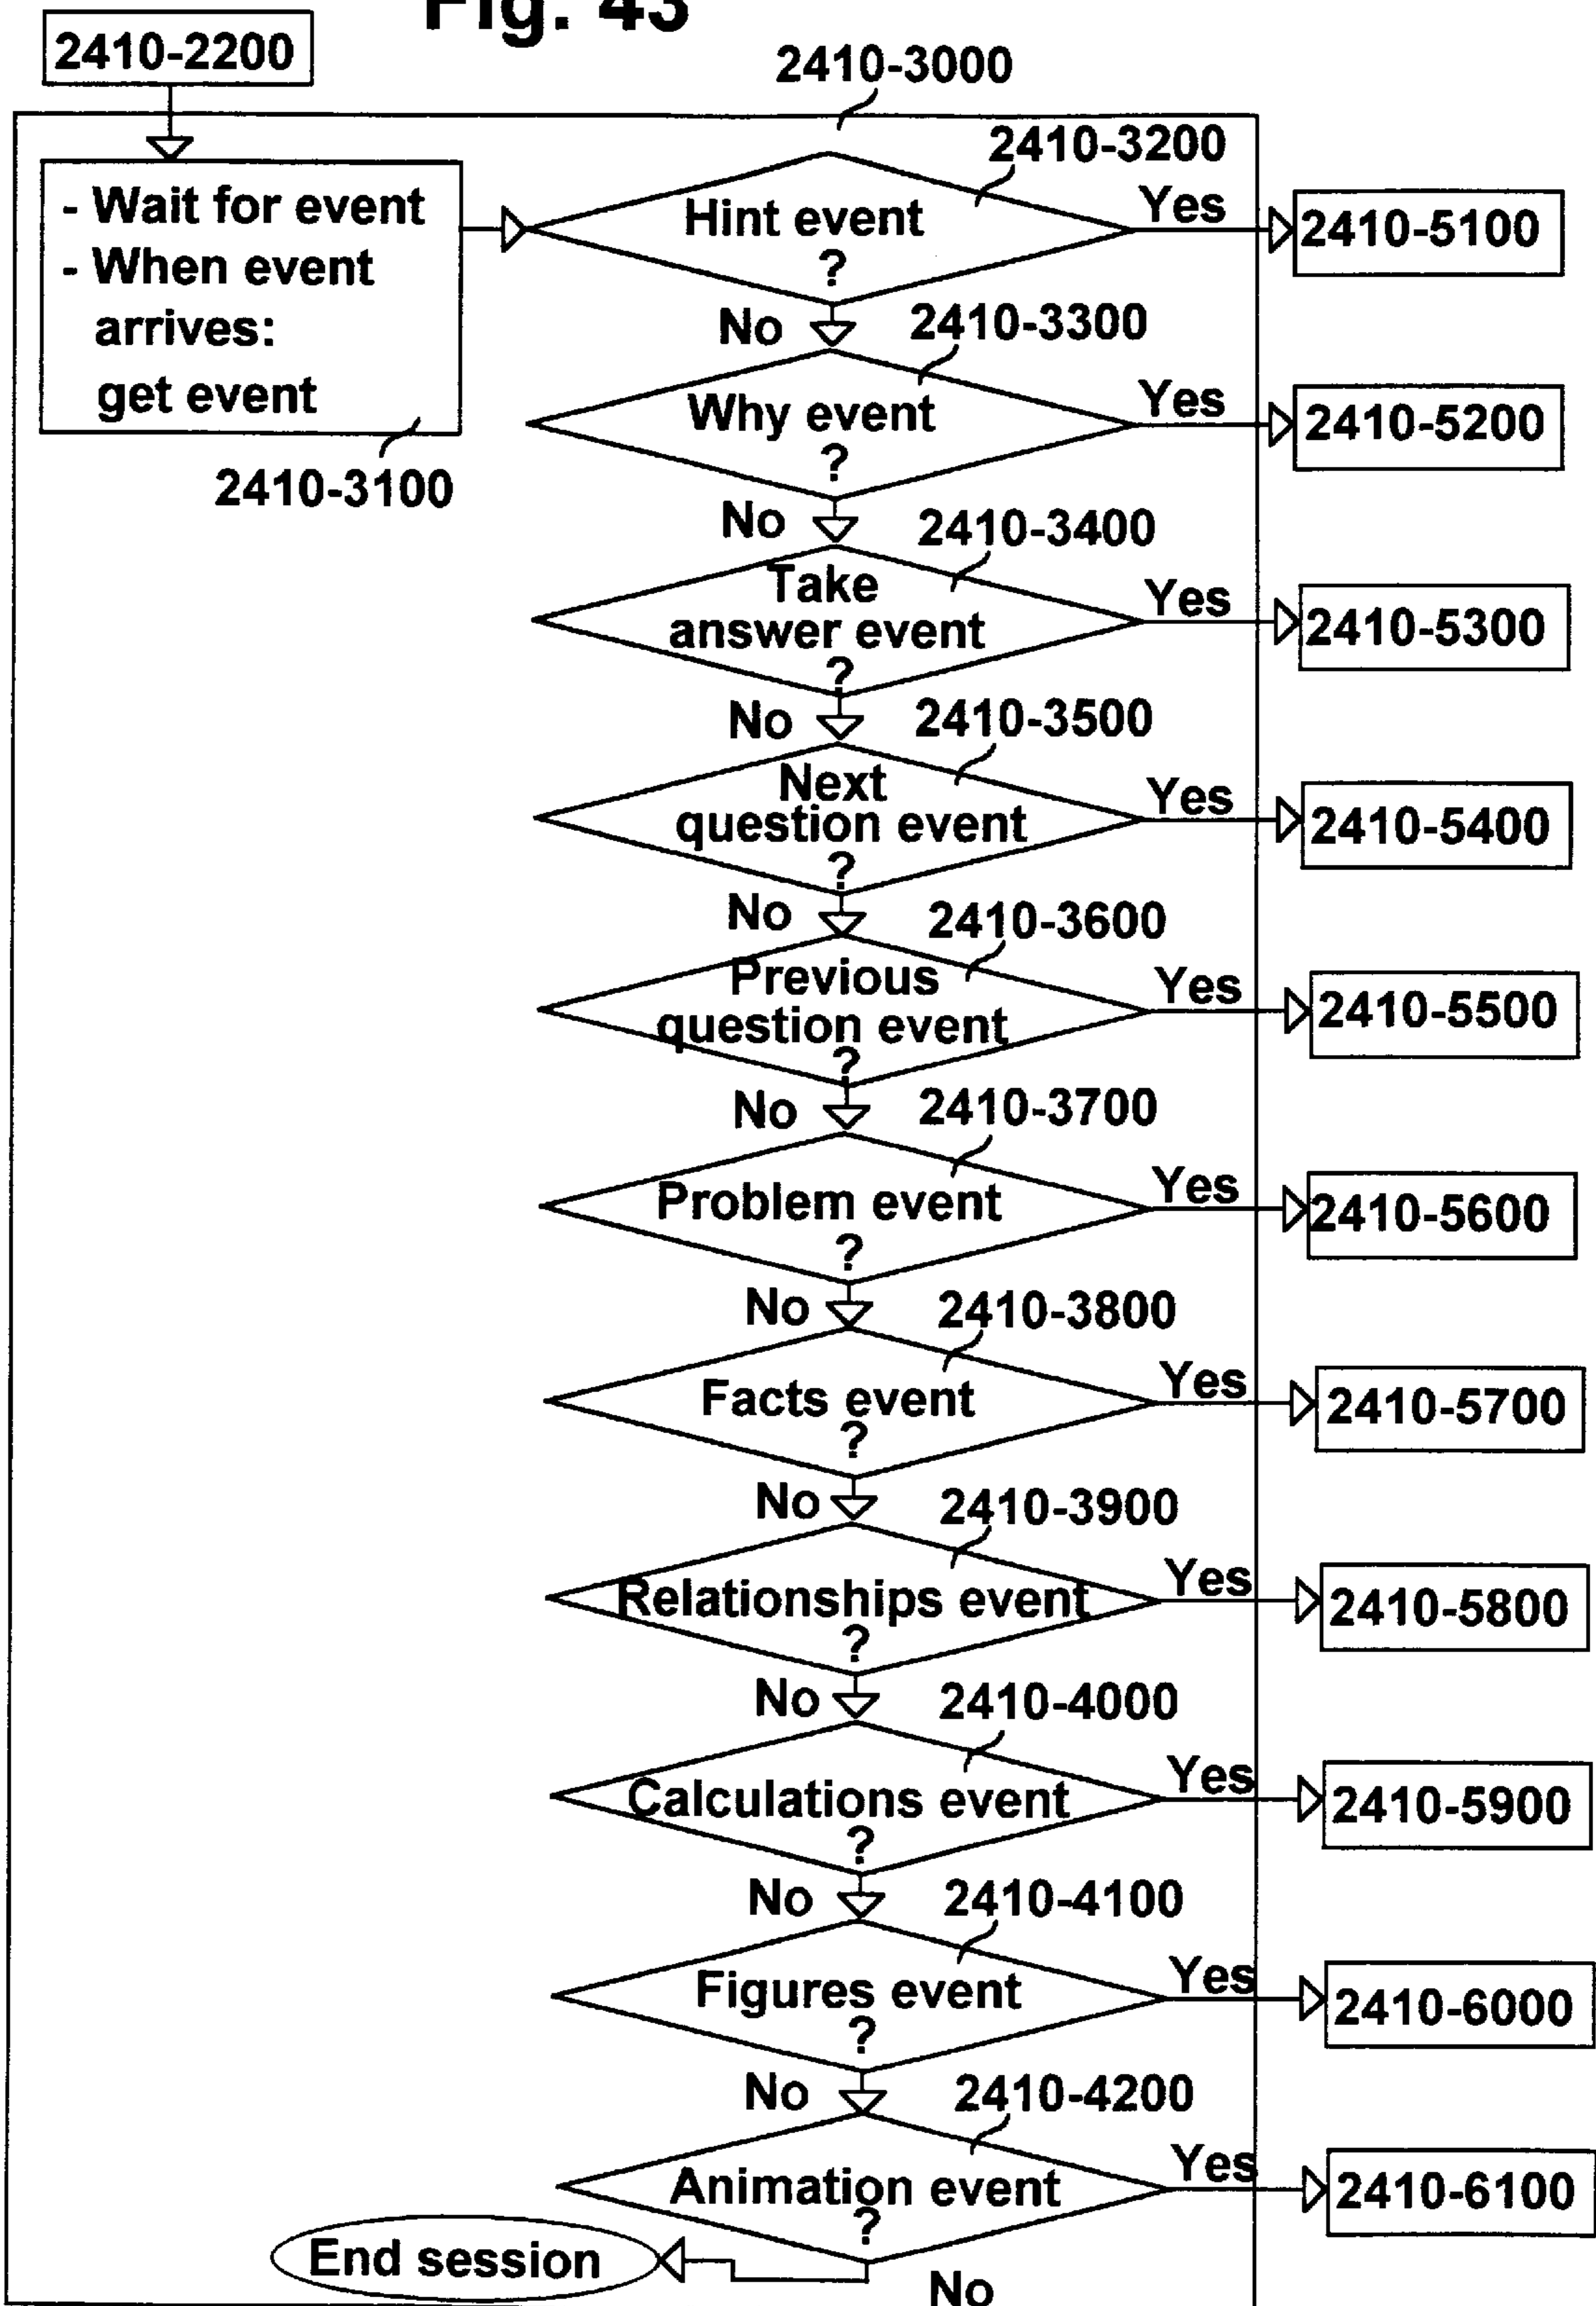 Fig. 43
2410-2200
2410-3000
2410-3200
- Wait for event
- When event
arrives:
get event
2410-3100
Hint event
?
Yes
2410-5100
No
2410-3300
Why event
?
Yes
2410-5200
No
2410-3400
Take
answer event
?
Yes
2410-5300
No
2410-3500
Next
question event
?
Yes
2410-5400
No
2410-3600
Previous
question event
?
Yes
2410-5500
No
2410-3700
Problem event
?
Yes
2410-5600
No
2410-3800
Facts event
?
Yes
2410-5700
No
2410-3900
Relationships event
?
Yes
2410-5800
No
2410-4000
Calculations event
?
Yes
2410-5900
No
2410-4100
Figures event
?
Yes
2410-6000
No
2410-4200
Animation event
?
Yes
2410-6100
End session
No